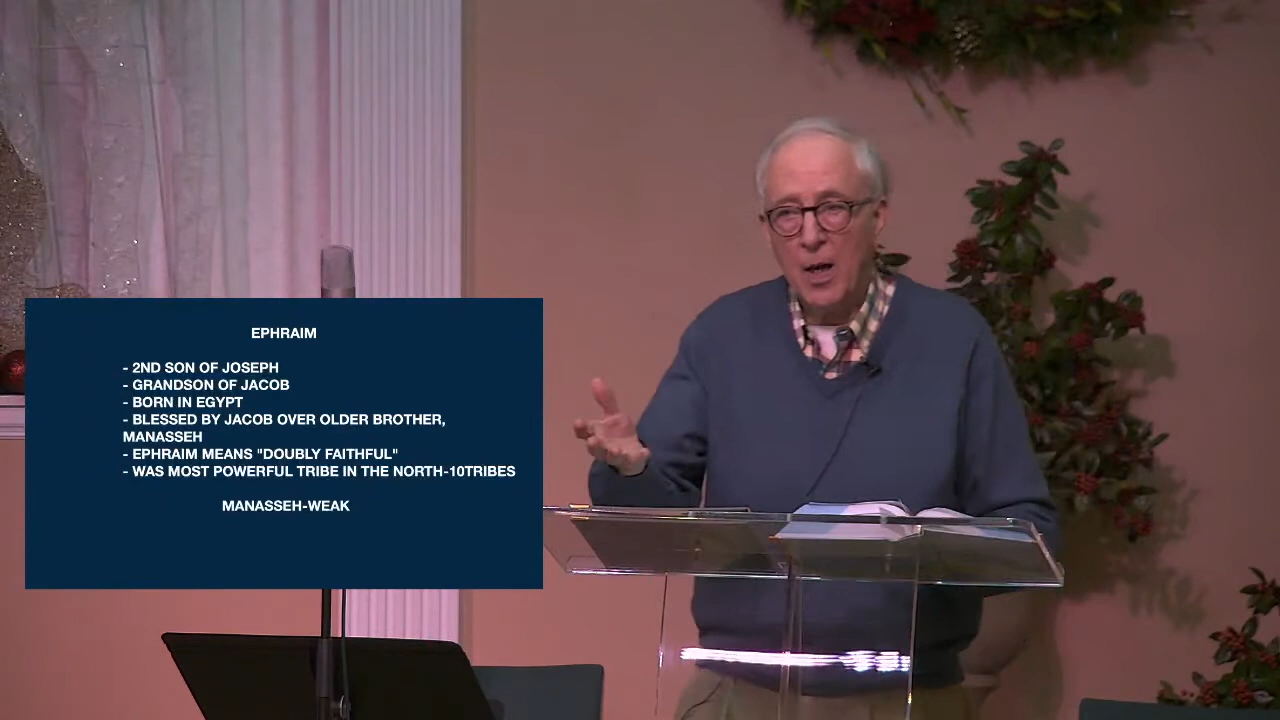 EPHRAIM
- 2ND SON OF JOSEPH
- GRANDSON OF JACOB
- BORN IN EGYPT
- BLESSED BY JACOB OVER OLDER BROTHER,
MANASSEH
- EPHRAIM MEANS "DOUBLY FAITHFUL"
- WAS MOST POWERFUL TRIBE IN THE NORTH-10TRIBES
MANASSEH-WEAK